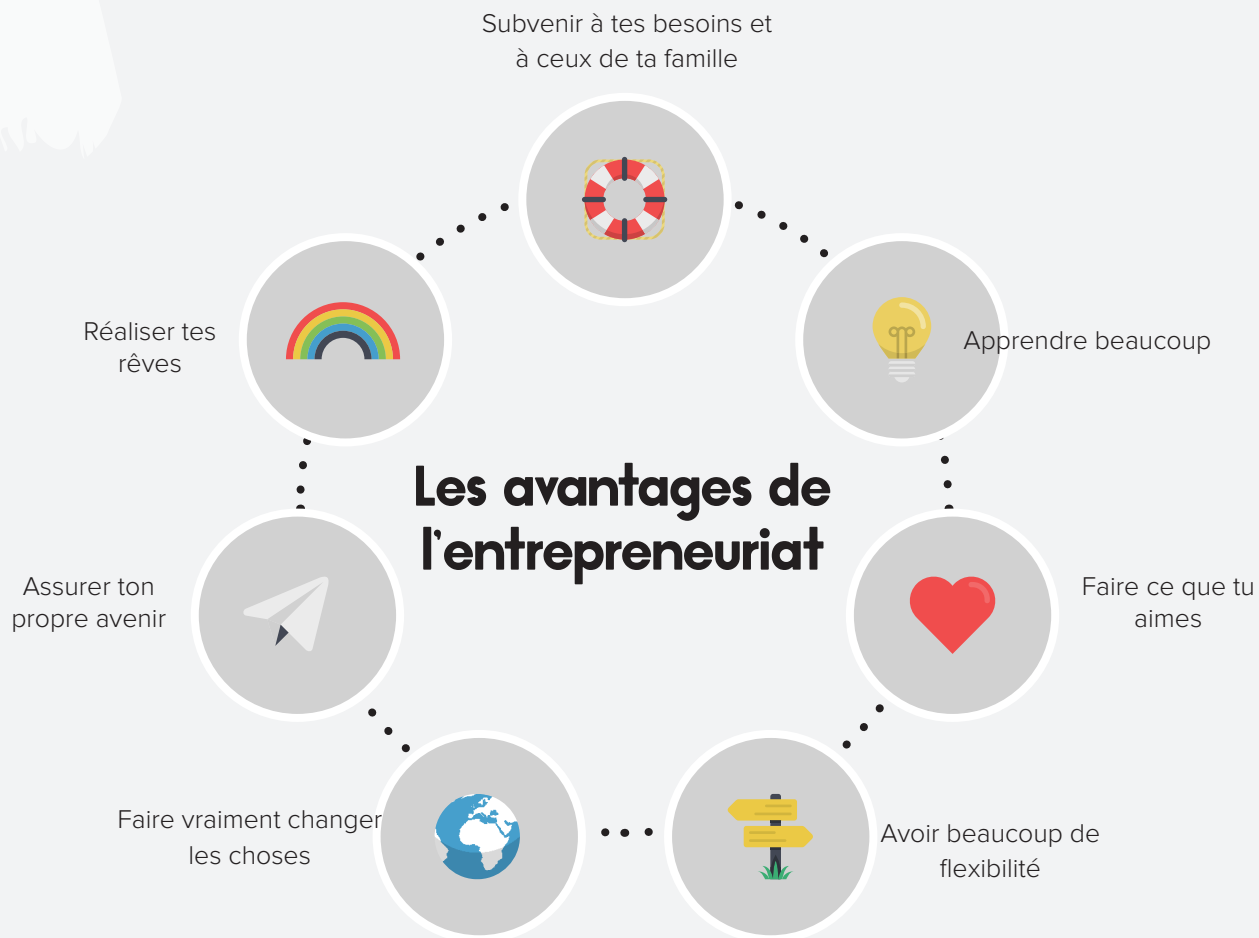 Subvenir à tes besoins et
à ceux de ta famille
Réaliser tes
rêves
Apprendre beaucoup
Les avantages de
l'entrepreneuriat
Assurer ton
propre avenir
Faire ce que tu
aimes
Faire vraiment changer
les choses
Avoir beaucoup de
flexibilité